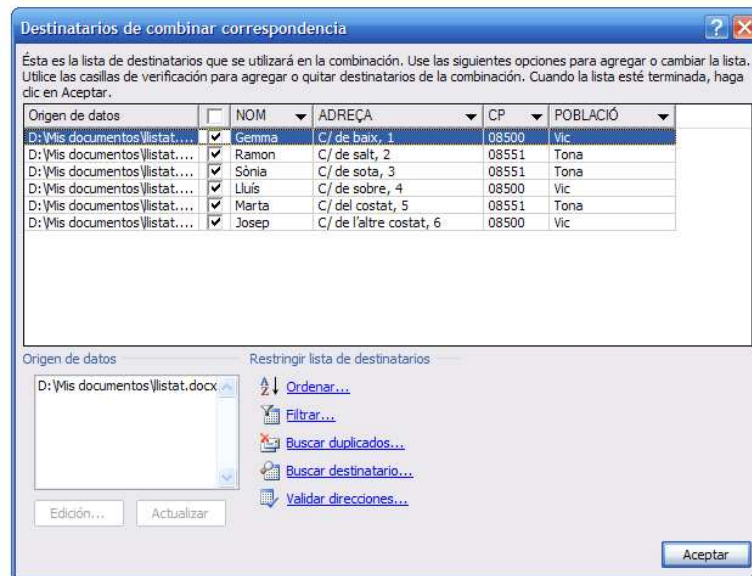 Destinatarios de combinar correspondencia
Ésta es la lista de destinatarios que se utilizará en la combinación. Use las siguientes opciones para agregar o cambiar la lista.
Utilice las casillas de verificación para agregar o quitar destinatarios de la combinación. Cuando la lista esté terminada, haga
clic en Aceptar.
Origen de datos NOM ADREÇA CP POBLACIÓ
D:\Mis documentos\llistat.... Gemma C/ de baix, 1 08500 Vic
D:\Mis documentos\llistat.... Ramon C/ de salt, 2 08551 Tona
D:\Mis documentos\llistat.... Sònia C/ de sota, 3 08551 Tona
D:\Mis documentos\llistat.... Lluís C/ de sobre, 4 08500 Vic
D:\Mis documentos\llistat.... Marta C/ del costat, 5 08551 Tona
D:\Mis documentos\llistat.... Josep C/ de l'altre costat, 6 08500 Vic
Origen de datos Restringir lista de destinatarios
D:\Mis documentos\llistat.docx
Ordenar...
Filtrar...
Buscar duplicados...
Buscar destinatario...
Validar direcciones...
Edición... Actualizar
Aceptar